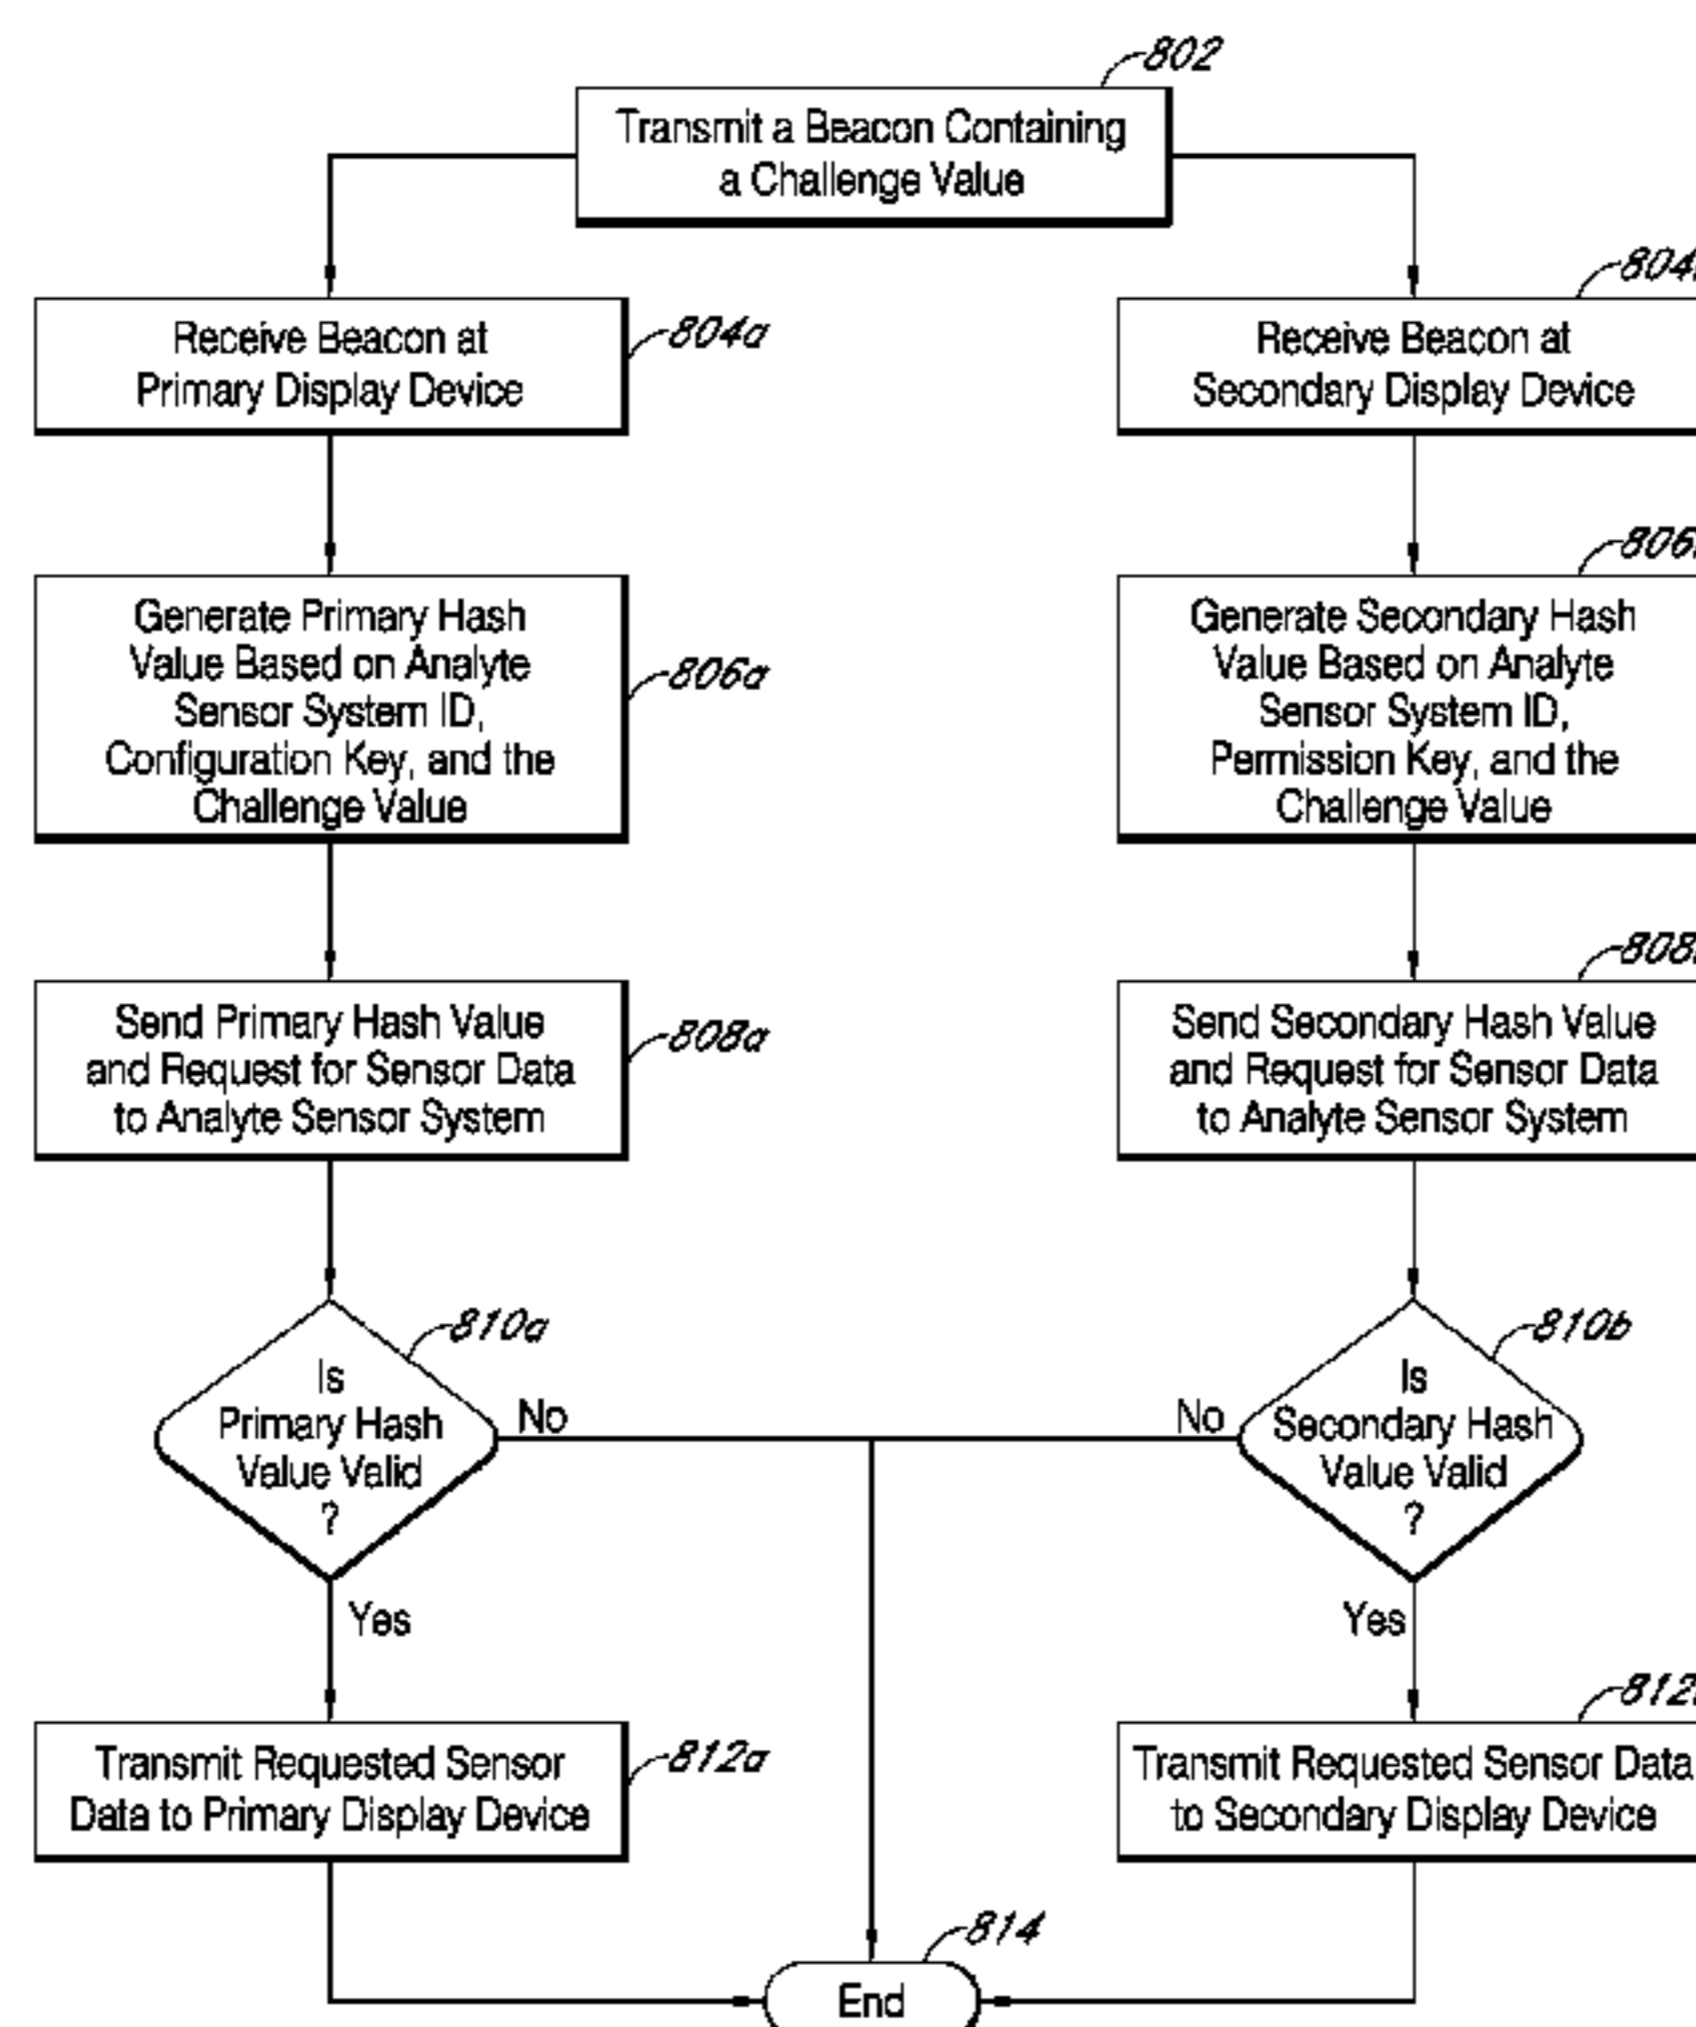 802
Transmit a Beacon Containing
a Challenge Value
804a
Receive Beacon at
Primary Display Device
806a
Generate Primary Hash
Value Based on Analyte
Sensor System ID,
Configuration Key, and the
Challenge Value
808a
Send Primary Hash Value
and Request for Sensor Data
to Analyte Sensor System
810a
Is
Primary Hash
Value Valid
?
No
Yes
812a
Transmit Requested Sensor
Data to Primary Display Device
804
Receive Beacon at
Secondary Display Device
806
Generate Secondary Hash
Value Based on Analyte
Sensor System ID,
Permission Key, and the
Challenge Value
808
Send Secondary Hash Value
and Request for Sensor Data
to Analyte Sensor System
810b
Is
Secondary Hash
Value Valid
?
No
Yes
812
Transmit Requested Sensor Data
to Secondary Display Device
814
End